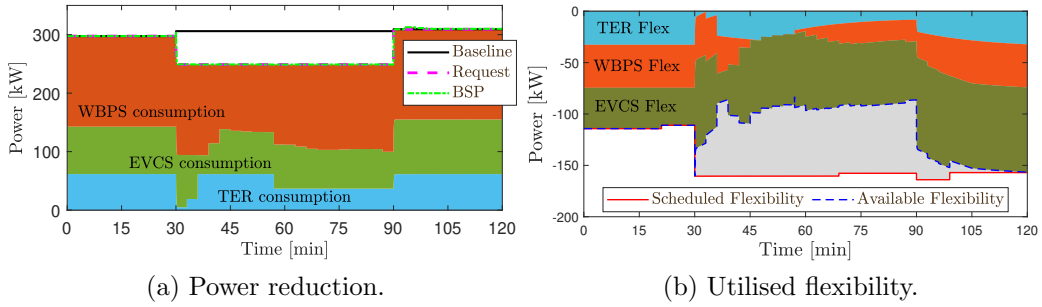 300
200
100
0
Power [kW]
WBPS consumption
EVCS consumption
TER consumption
Baseline
Request
BSP
0 15 30 45 60 75 90 105 120
Time [min]
(a) Power reduction.
0
-50
-100
-150
-200
Power [kW]
TER Flex
WBPS Flex
EVCS Flex
Scheduled Flexibility Available Flexibility
0 15 30 45 60 75 90 105 120
Time [min]
(b) Utilised flexibility.